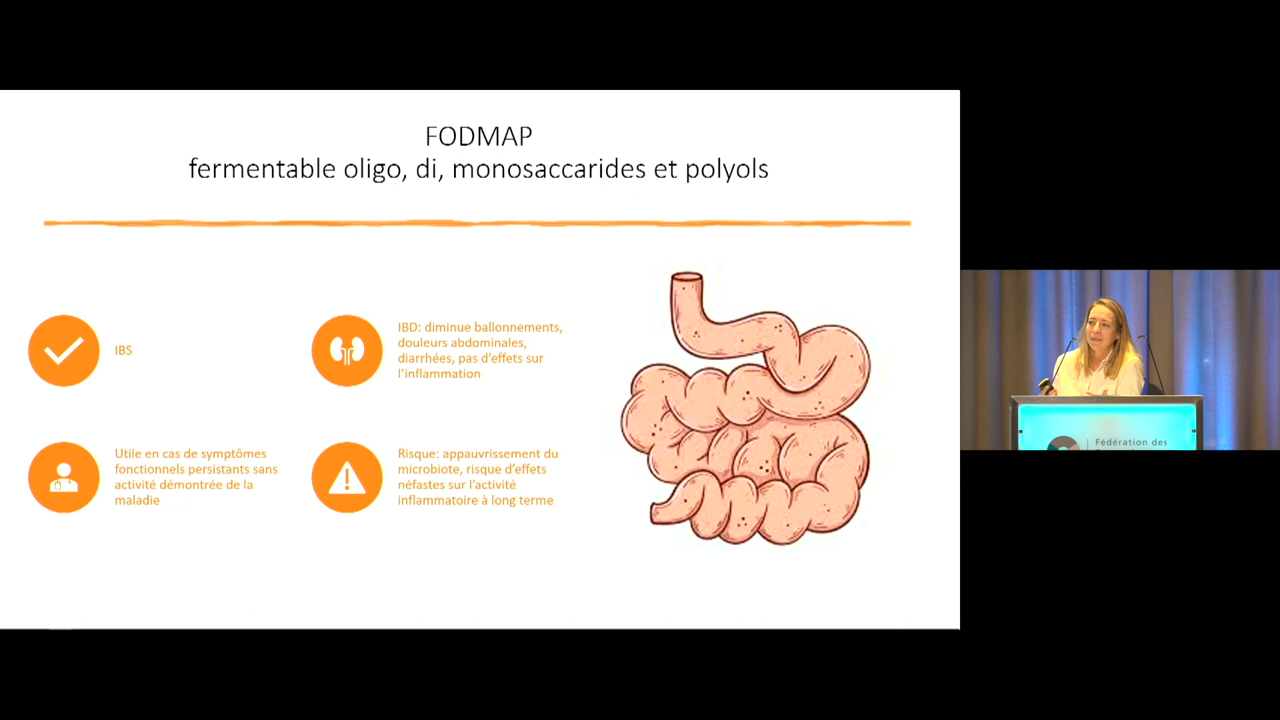 FODMAP
fermentable oligo, di, monosaccarides et polyols
IBS
IBD: diminue ballonnements,
douleurs abdominales,
diarrhées, pas d'effets sur
l'inflammation
Utile en cas de symptômes
fonctionnels persistants sans
activité démontrée de la
maladie
Risque: appauvrissement du
microbiote, risque d'effets
néfastes sur l'activité
inflammatoire à long terme
Fédération des